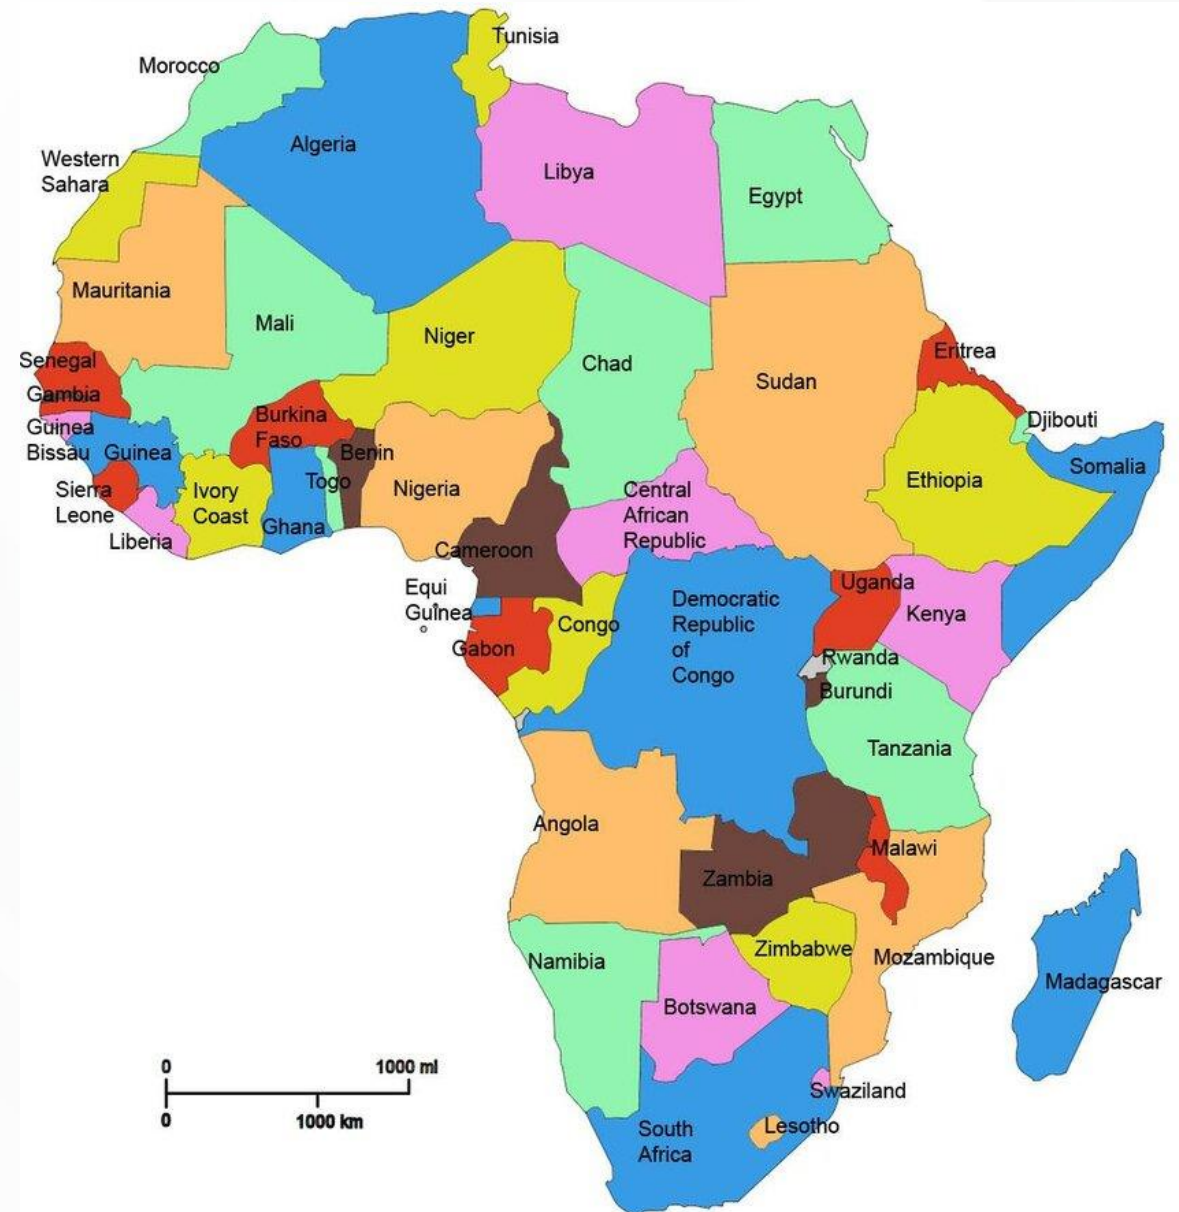 Tunisia
Morocco
Algeria
Libya
Western
Sahara
Egypt
Mauritania
Mali
Niger
Chad
Sudan
Eritrea
Senegal
Gambia
Guinea
Bissau
Guinea
Burkina
Faso
Benin
Togo
Nigeria
Djibouti
Somalia
Ethiopia
Central
African
Republic
Sierra
Leone
Ivory
Coast
Ghana
Liberia
Cameroon
Equi
Guinea
Gabon
Congo
Democratic
Republic
of
Congo
Uganda
Kenya
Rwanda
Burundi
Tanzania
Angola
Malawi
Zambia
Zimbabwe
Mozambique
Namibia
Botswana
Madagascar
Swaziland
Lesotho
South
Africa
0 1000 mi
0 1000 km